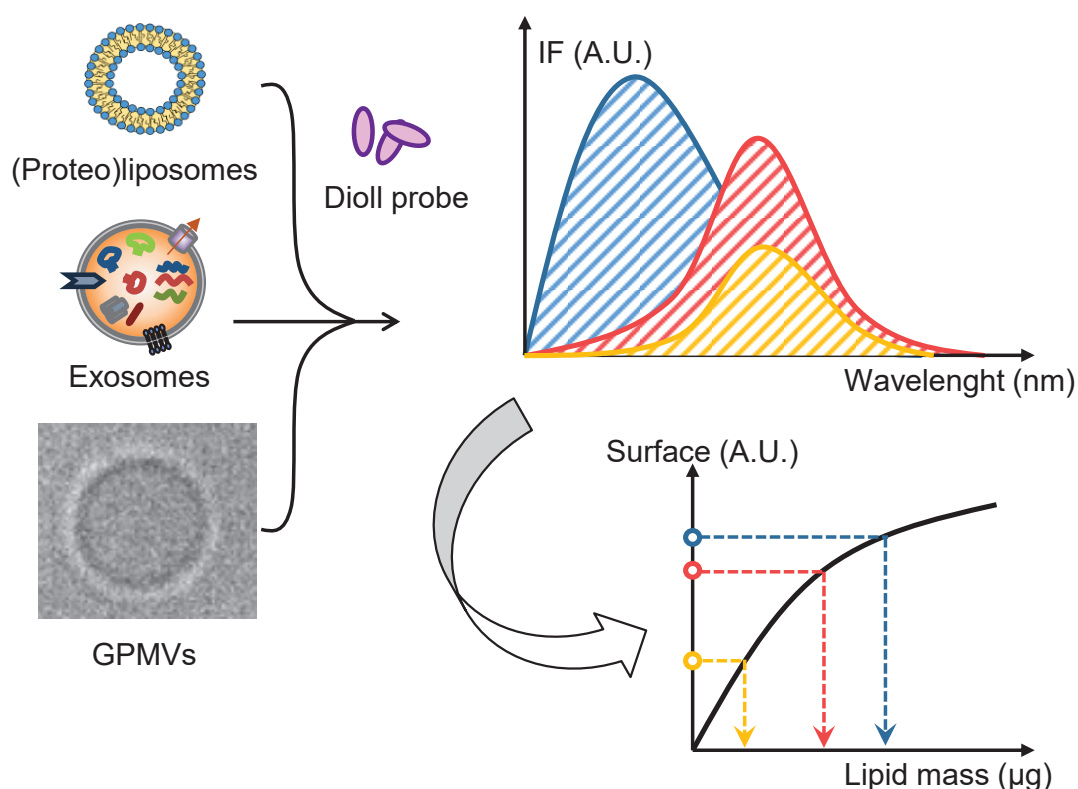 (Proteo)liposomes
Dioll probe
Exosomes
GPMVs
IF (A.U.)
Wavelenght (nm)
Surface (A.U.)
Lipid mass (µg)